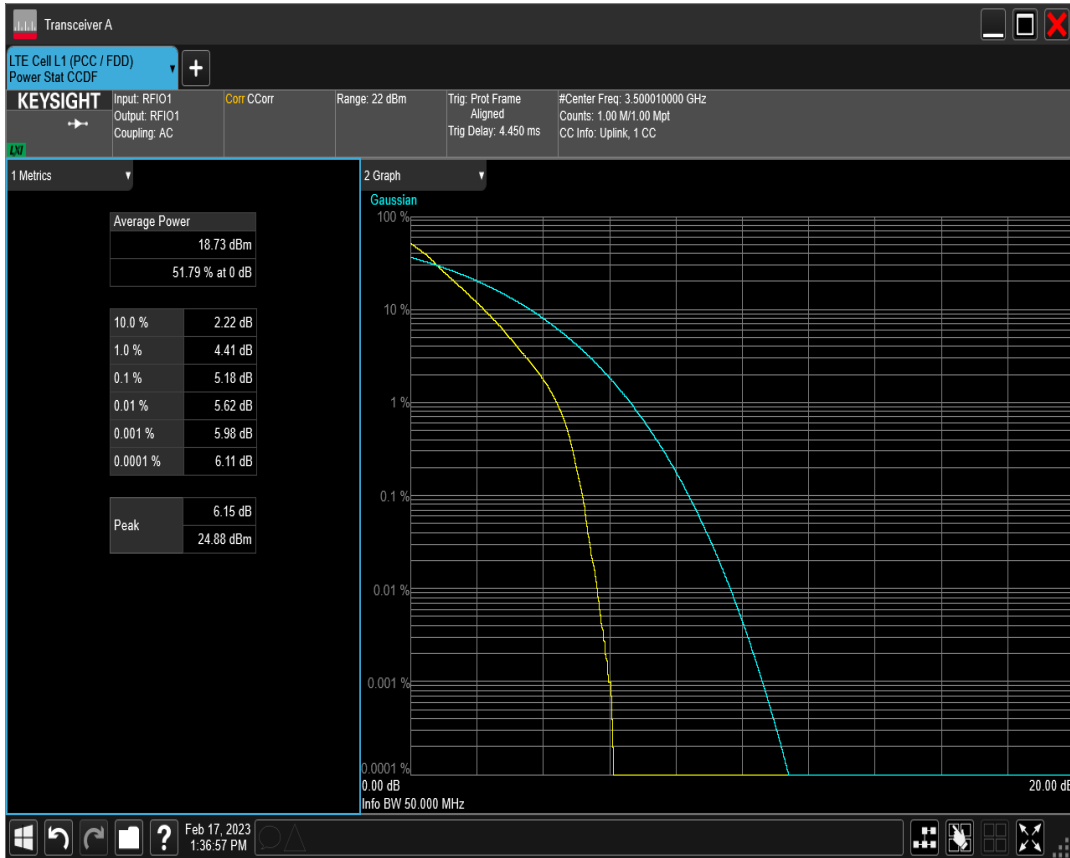 Transceiver A
LTE Cell L1 (PCC / FDD)
Power Stat CCDF
KEYSIGHT
LXI
Input: RFIO1
Output: RFIO1
Coupling: AC
Corr CCorr
Range: 22 dBm
Trig: Prot Frame
Aligned
Trig Delay: 4.450 ms
#Center Freq: 3.500010000 GHz
Counts: 1.00 M/1.00 Mpt
CC Info: Uplink, 1 CC
1 Metrics
Average Power
18.73 dBm
51.79 % at 0 dB
10.0 % 2.22 dB
1.0 % 4.41 dB
0.1 % 5.18 dB
0.01 % 5.62 dB
0.001 % 5.98 dB
0.0001 % 6.11 dB
Peak
6.15 dB
24.88 dBm
2 Graph
Gaussian
100 %
10 %
1 %
0.1 %
0.01 %
0.001 %
0.0001 %
0.00 dB 20.00 dB
Info BW 50.000 MHz
Feb 17, 2023
1:36:57 PM